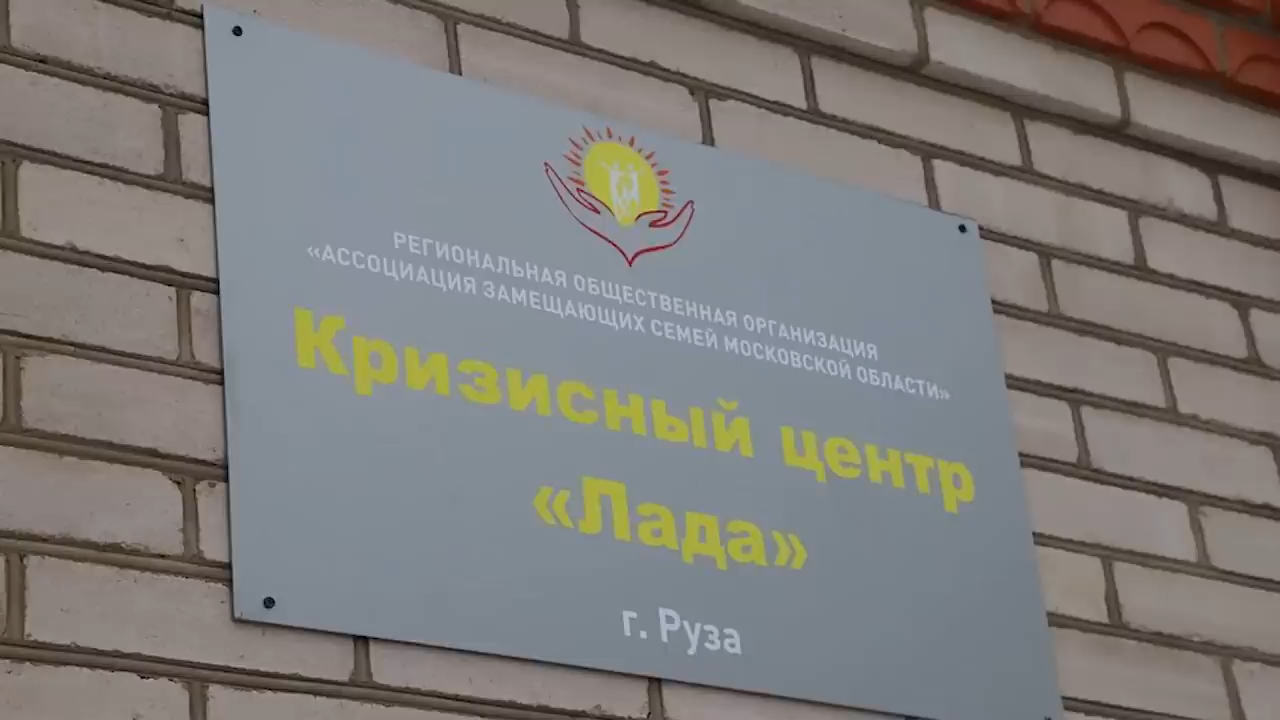 РЕГИОНАЛЬНАЯ ОБЩЕСТВЕННАЯ ОРГАНИЗАЦИЯ
«АССОЦИАЦИЯ ЗАМЕЩАЮЩИХ СЕМЕЙ МОСКОВСКОЙ ОБЛАСТИ»
Кризисный центр
«Лада»
г. Руза